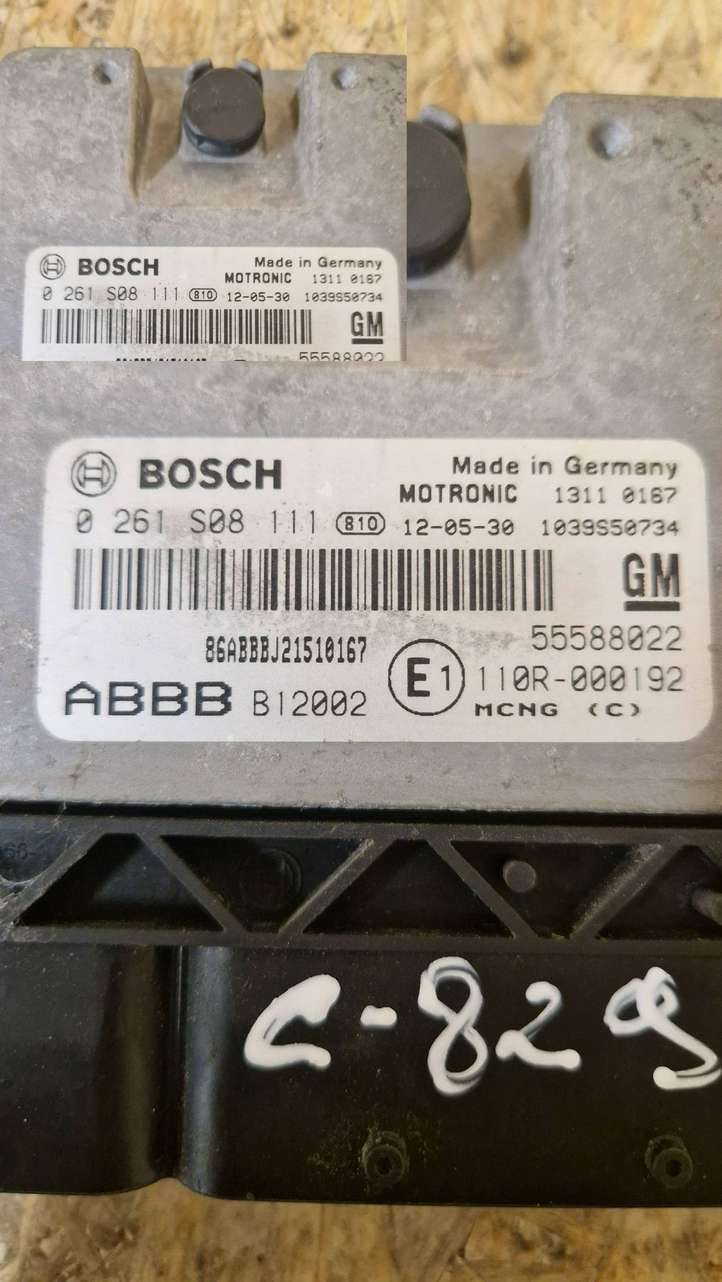 BOSCH
Made in Germany
MOTRONIC 1311 0167
0 261 S08 111 810 12-05-30 1039S50734
GM
BOSCH
Made in Germany
MOTRONIC 1311 0167
0 261 S08 111 810 12-05-30 1039S50734
GM
86ABBBJ21510167
55588022
ABBB B12002
E1 110R-000192
MCNG (C)
C-829